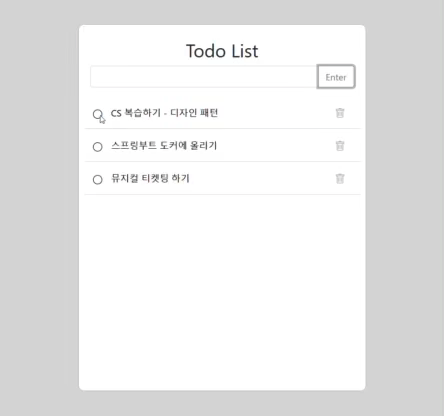 Todo List
Enter
CS 복습하기 - 디자인 패턴
스프링부트 도커에 올리기
뮤지컬 티켓팅 하기